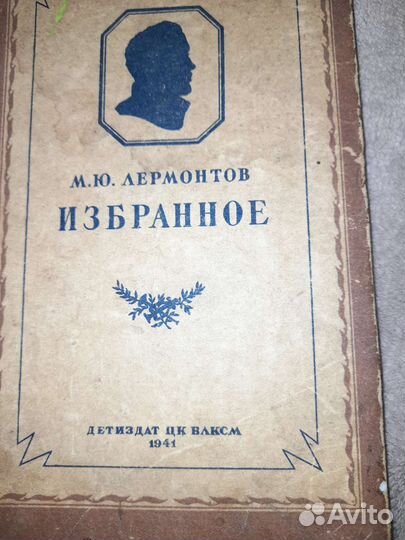 М.Ю. ЛЕРМОНТОВ
ИЗБРАННОЕ
ДЕТИЗДАТ ЦК ВЛКСМ
1941
Avito